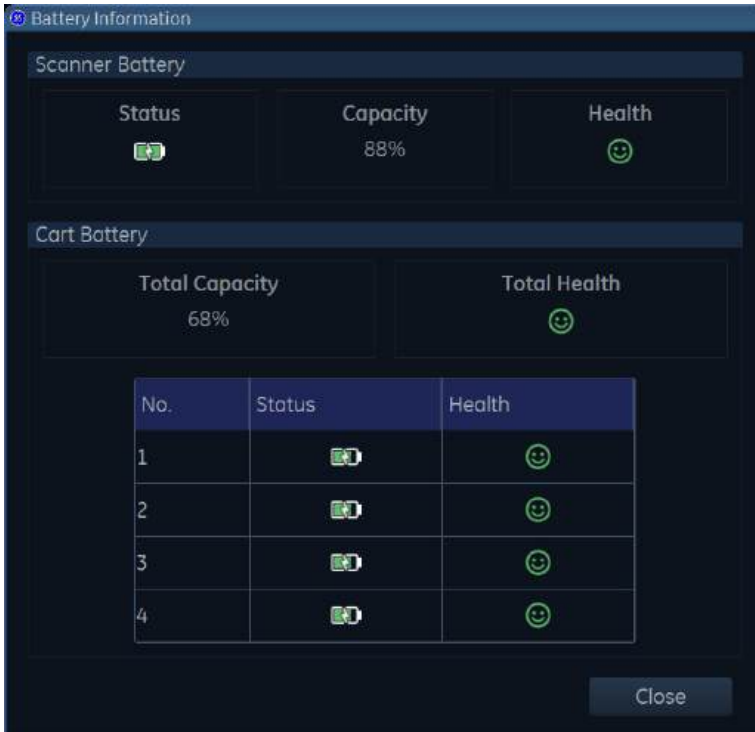 Battery Information
Scanner Battery
Status Capacity Health
88%
Cart Battery
Total Capacity Total Health
68%
No. Status Health
1
2
3
4
Close